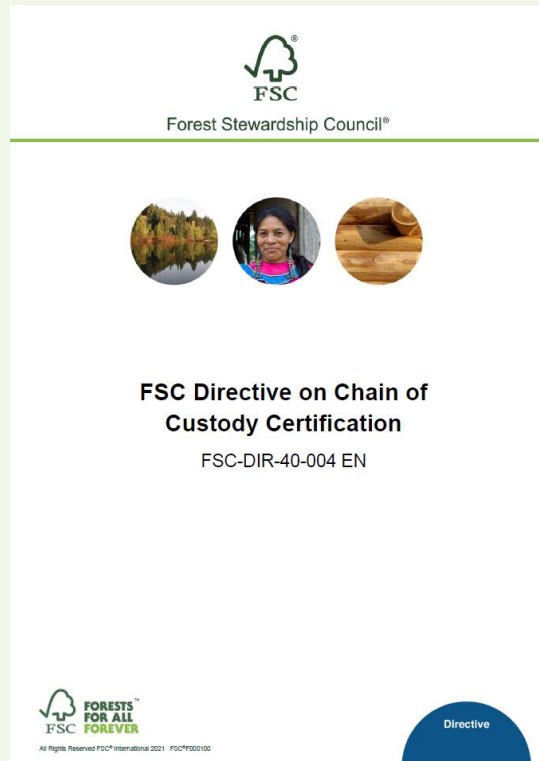 ®
FSC
Forest Stewardship Council®
FSC Directive on Chain of
Custody Certification
FSC-DIR-40-004 EN
FORESTS™
FOR ALL
FOREVER
FSC
Directive
All Rights Reserved FSC® International 2021 FSC®F000100